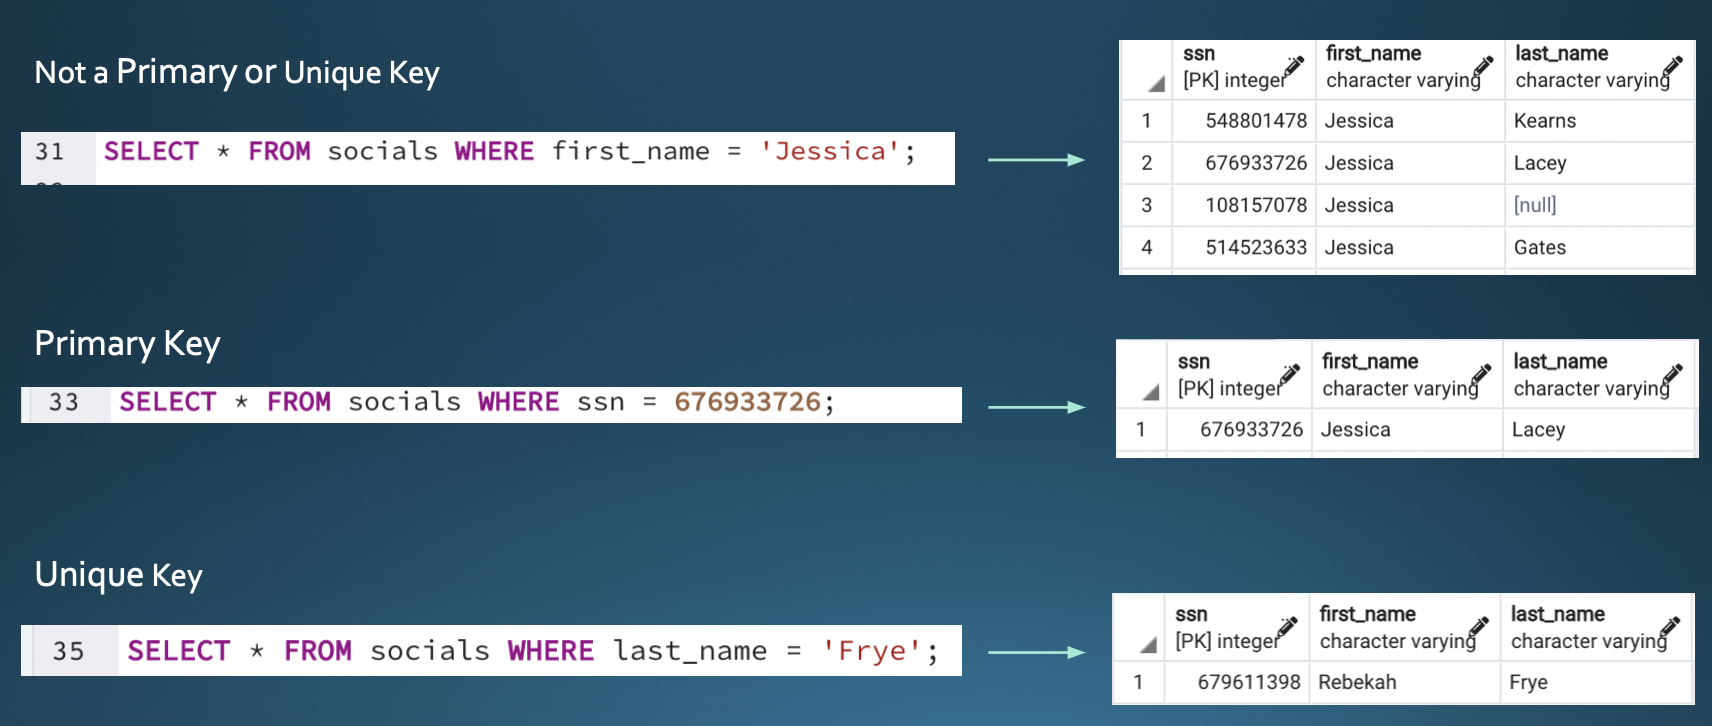 Not a Primary or Unique Key
31 SELECT * FROM socials WHERE first_name = 'Jessica';
ssn first_name last_name
[PK] integer character varying character varying
1 548801478 Jessica Kearns
2 676933726 Jessica Lacey
3 108157078 Jessica [null]
4 514523633 Jessica Gates
Primary Key
33 SELECT * FROM socials WHERE ssn = 676933726;
ssn first_name last_name
[PK] integer character varying character varying
1 676933726 Jessica Lacey
Unique Key
35 SELECT * FROM socials WHERE last_name = 'Frye';
ssn first_name last_name
[PK] integer character varying character varying
1 679611398 Rebekah Frye